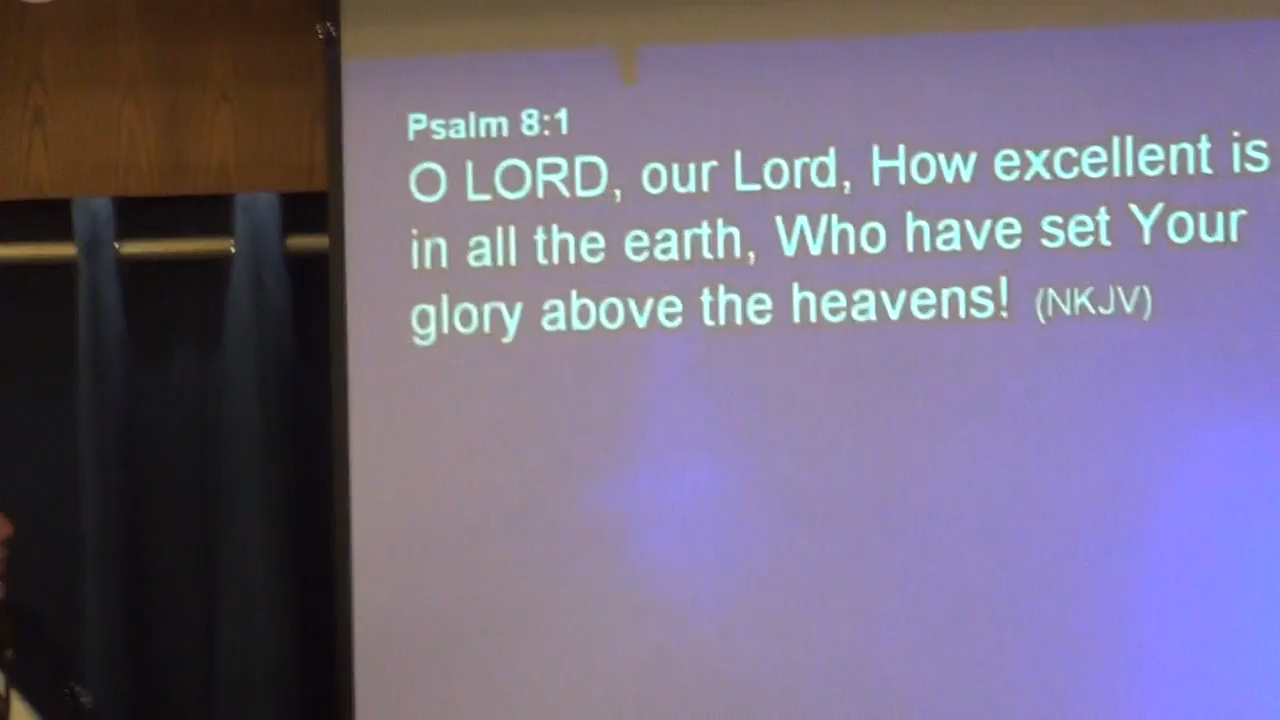 Psalm 8:1
O LORD, our Lord, How excellent is
in all the earth, Who have set Your
glory above the heavens! (NKJV)